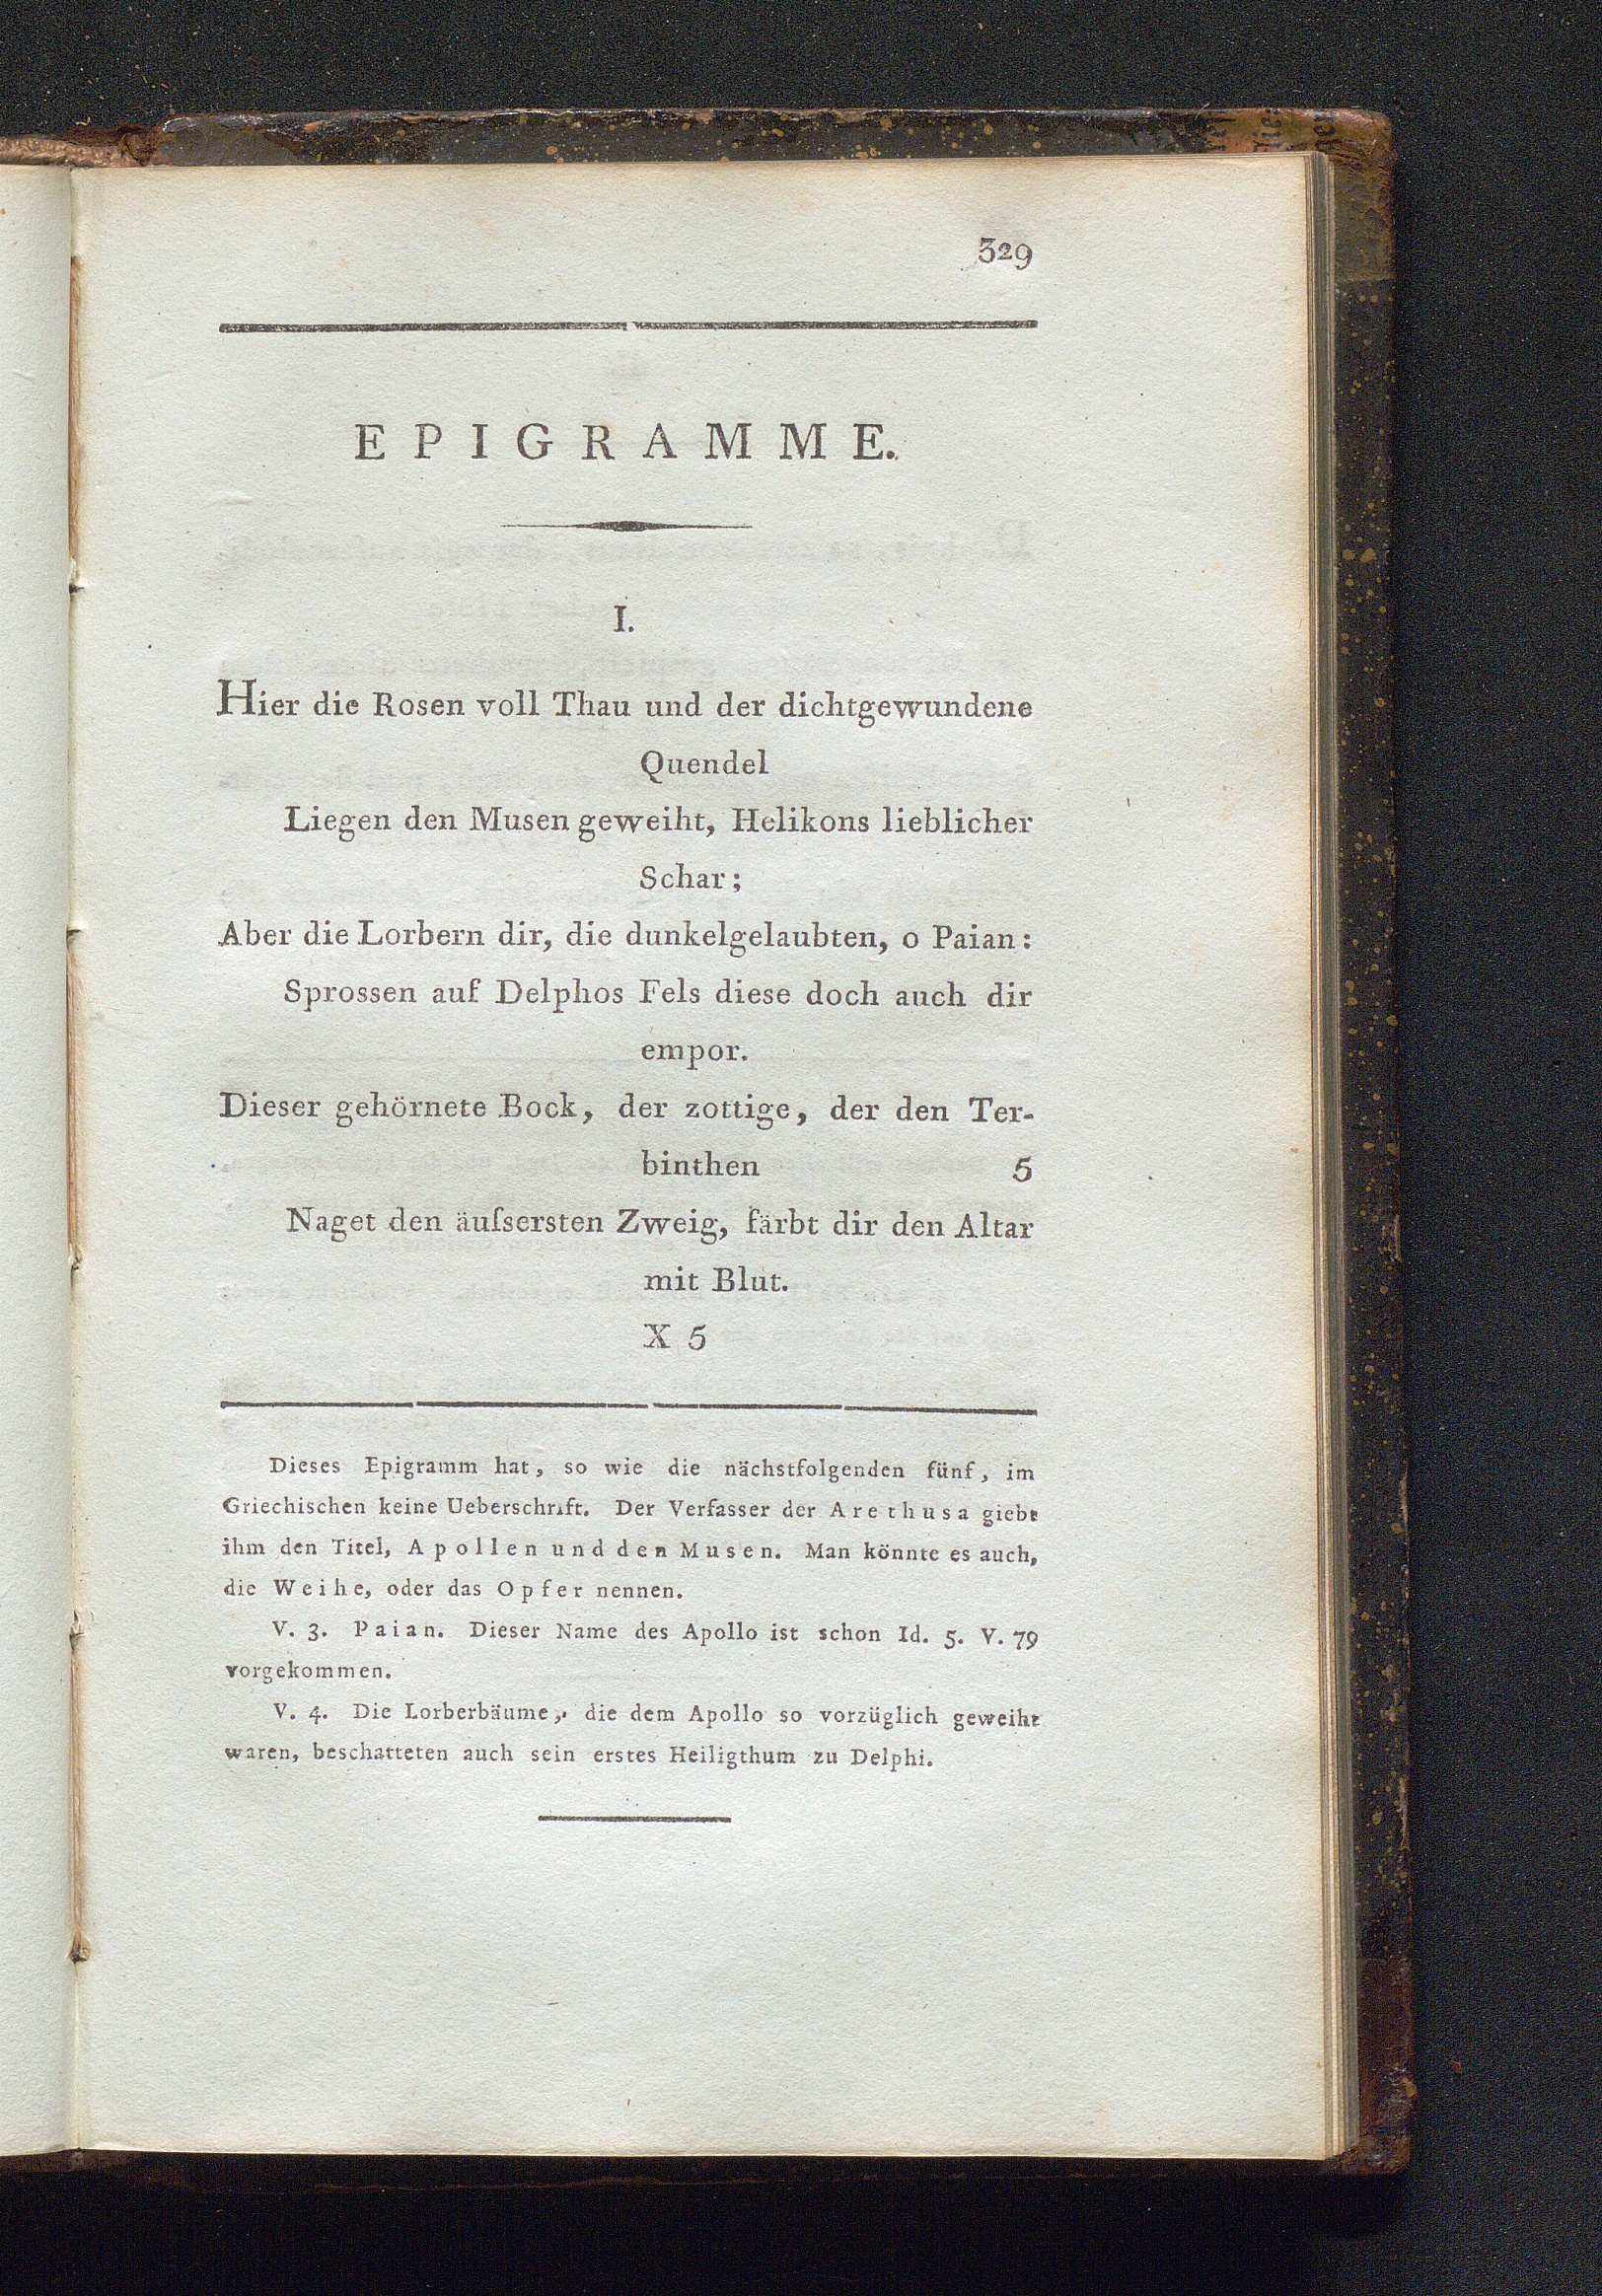 329
EPIGRAMME.
I.
Hier die Rosen voll Thau und der dichtgewundene
Quendel
Liegen den Musen geweiht, Helikons lieblicher
Schar;
Aber die Lorbern dir, die dunkelgelaubten, o Paian:
Sprossen auf Delphos Fels diese doch auch dir
empor.
Dieser gehörnete Bock, der zottige, der den Ter-
binthen 5
Naget den äuſsersten Zweig, färbt dir den Altar
mit Blut.
X 5
Dieses Epigramm hat, so wie die nächstfolgenden fünf, im
Griechischen keine Ueberschrift. Der Verfasser der Arethusa giebt
ihm den Titel, Apollen und den Musen. Man könnte es auch,
die Weihe, oder das Opfer nennen.
V. 3. Paian. Dieser Name des Apollo ist schon Id. 5. V. 79
vorgekommen.
V. 4. Die Lorberbäume, die dem Apollo so vorzüglich geweiht
waren, beschatteten auch sein erstes Heiligthum zu Delphi.